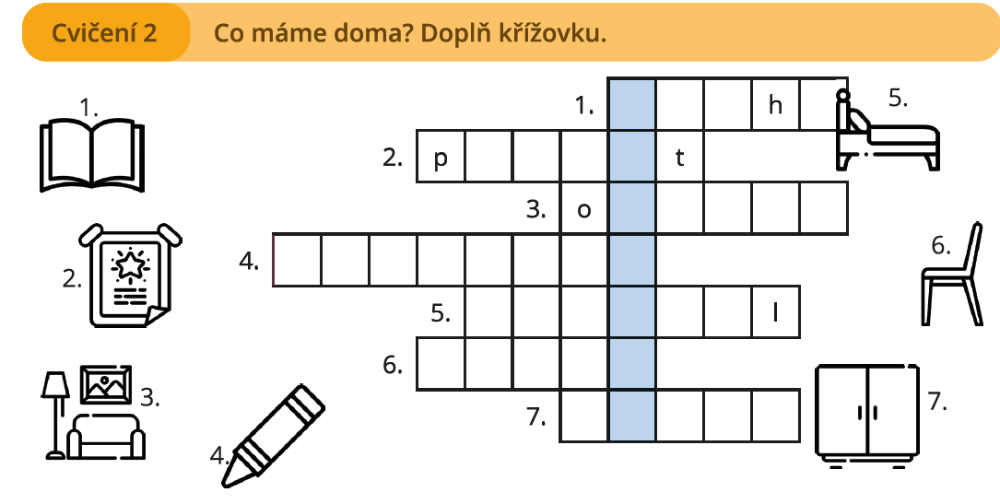 Cvičení 2 Co máme doma? Doplň křížovku.
1.
1. h
5.
2. p t
3. o
6.
2.
4.
5. l
6.
3.
7.
7.
4.